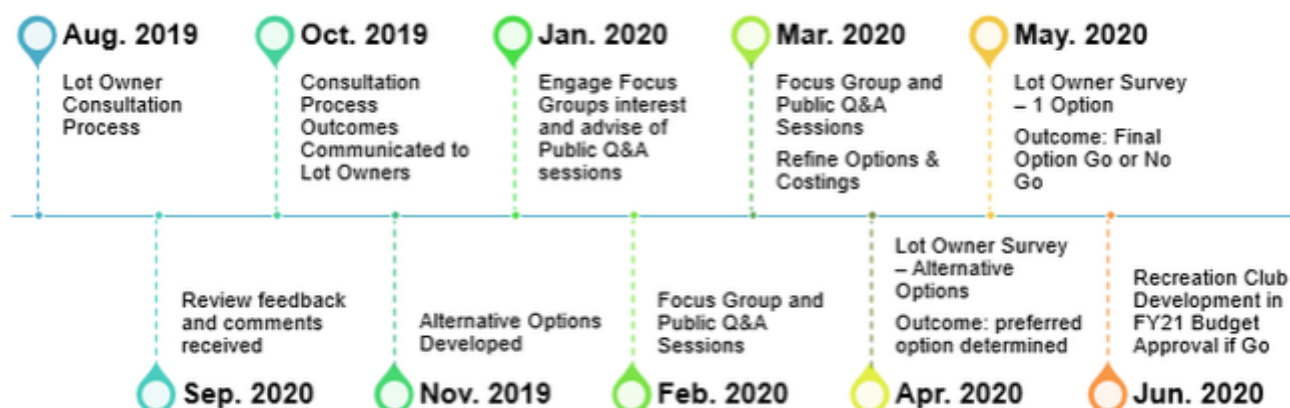 Aug. 2019
Lot Owner
Consultation
Process
Oct. 2019
Consultation
Process
Outcomes
Communicated to
Lot Owners
Jan. 2020
Engage Focus
Groups interest
and advise of
Public Q&A
sessions
Mar. 2020
Focus Group and
Public Q&A
Sessions
Refine Options &
Costings
May. 2020
Lot Owner Survey
– 1 Option
Outcome: Final
Option Go or No
Go
Review feedback
and comments
received
Sep. 2020
Alternative Options
Developed
Nov. 2019
Focus Group and
Public Q&A
Sessions
Feb. 2020
Lot Owner Survey
– Alternative
Options
Outcome: preferred
option determined
Apr. 2020
Recreation Club
Development in
FY21 Budget
Approval if Go
Jun. 2020